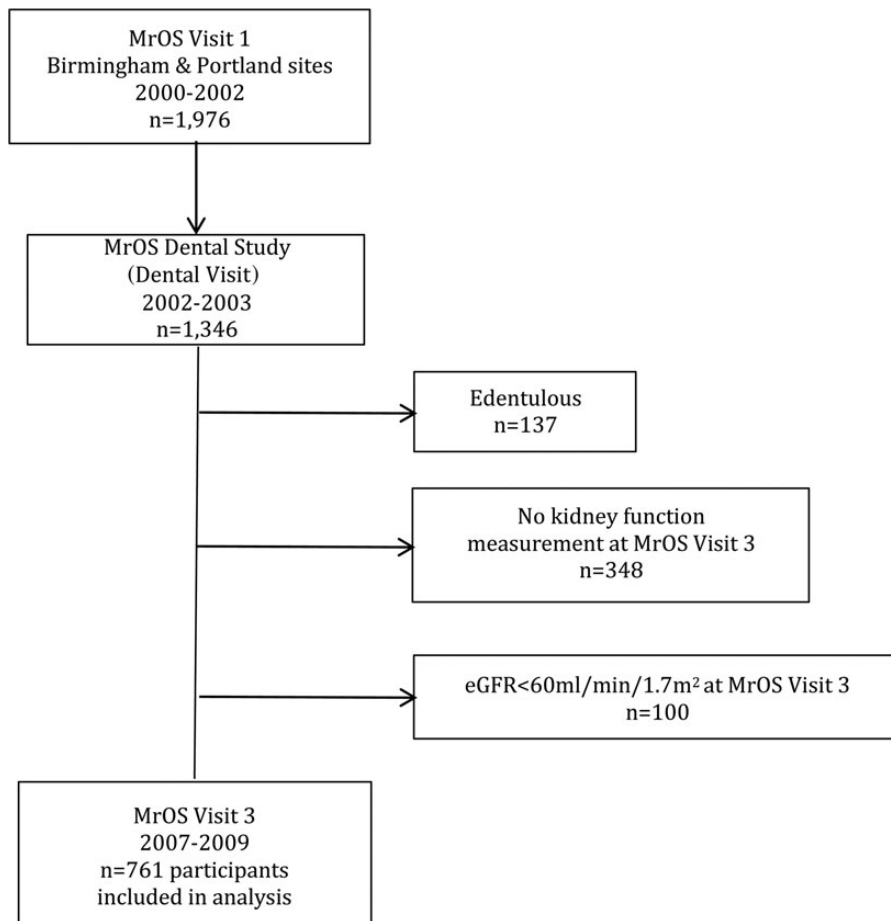 MrOS Visit 1
Birmingham & Portland sites
2000-2002
n=1,976
MrOS Dental Study
(Dental Visit)
2002-2003
n=1,346
Edentulous
n=137
No kidney function
measurement at MrOS Visit 3
n=348
eGFR<60ml/min/1.7m² at MrOS Visit 3
n=100
MrOS Visit 3
2007-2009
n=761 participants
included in analysis